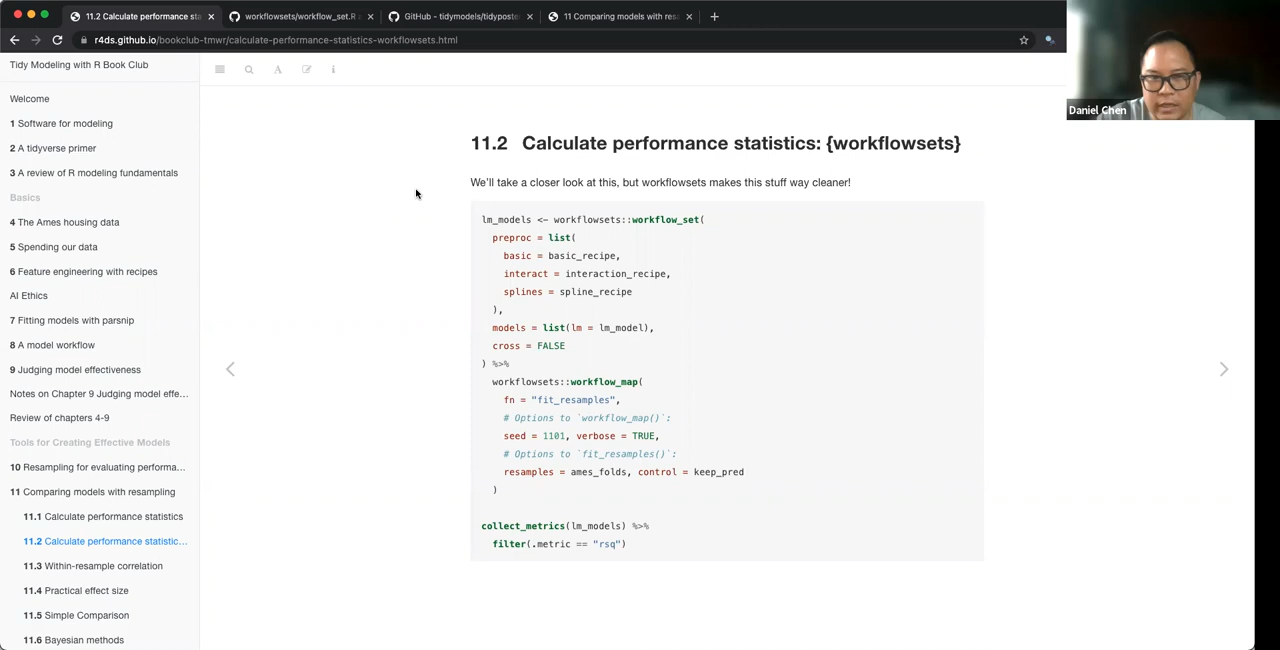 11.2 Calculate performance sta
workflowsets/workflow_set.R a
GitHub - tidymodels/tidyposter
11 Comparing models with resa
r4ds.github.io/bookclub-tmwr/calculate-performance-statistics-workflowsets.html
Daniel Chen
Tidy Modeling with R Book Club
Welcome
1 Software for modeling
2 A tidyverse primer
3 A review of R modeling fundamentals
Basics
4 The Ames housing data
5 Spending our data
6 Feature engineering with recipes
AI Ethics
7 Fitting models with parsnip
8 A model workflow
9 Judging model effectiveness
Notes on Chapter 9 Judging model effe...
Review of chapters 4-9
Tools for Creating Effective Models
10 Resampling for evaluating performa...
11 Comparing models with resampling
11.1 Calculate performance statistics
11.2 Calculate performance statistic...
11.3 Within-resample correlation
11.4 Practical effect size
11.5 Simple Comparison
11.6 Bayesian methods
11.2 Calculate performance statistics: {workflowsets}
We'll take a closer look at this, but workflowsets makes this stuff way cleaner!
lm_models <- workflowsets::workflow_set(
preproc = list(
basic = basic_recipe,
interact = interaction_recipe,
splines = spline_recipe
),
models = list(lm = lm_model),
cross = FALSE
) %>%
workflowsets::workflow_map(
fn = "fit_resamples",
# Options to `workflow_map()`:
seed = 1101, verbose = TRUE,
# Options to `fit_resamples()`:
resamples = ames_folds, control = keep_pred
)
collect_metrics(lm_models) %>%
filter(.metric == "rsq")